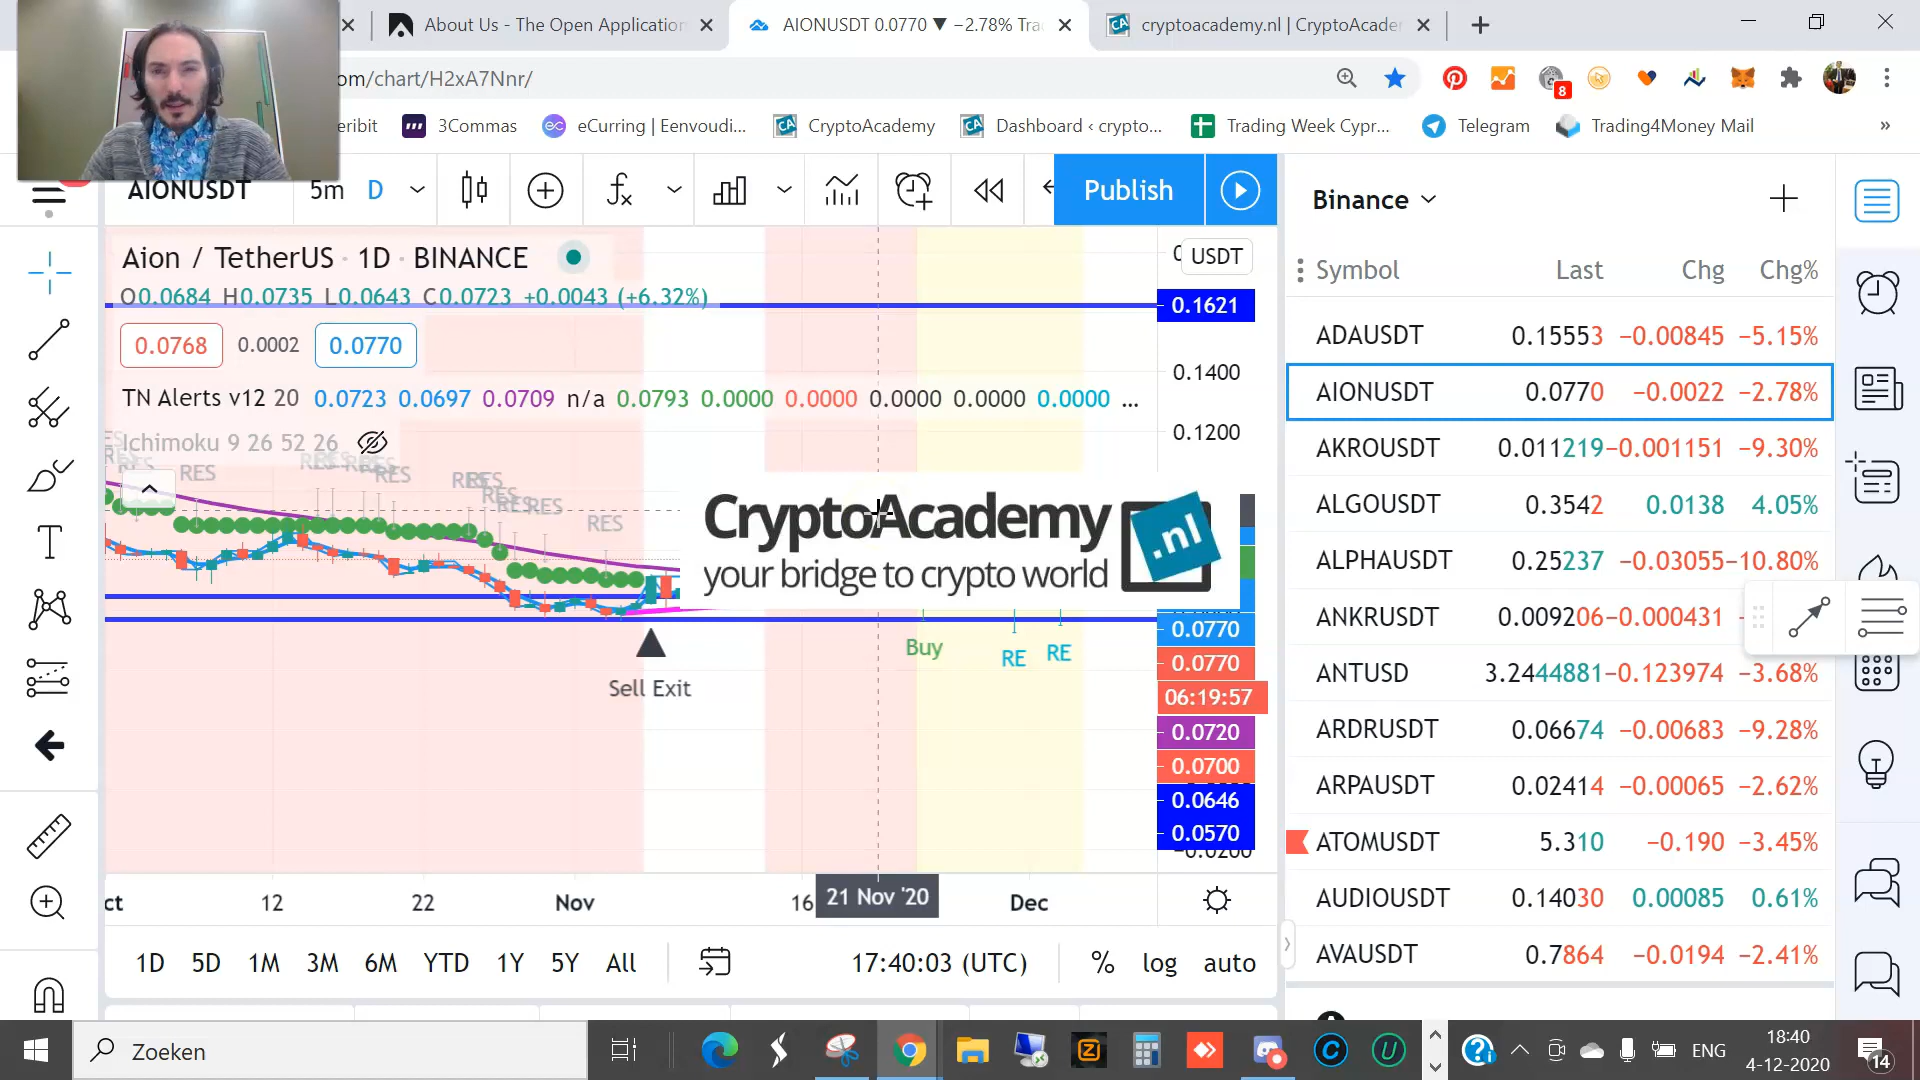 About Us - The Open Application
AIONUSDT 0.0770 ▼ −2.78% Tra
cryptoacademy.nl | CryptoAcader
om/chart/H2xA7Nnr/
8
eribit
3Commas
eCurring | Eenvoudi...
CryptoAcademy
Dashboard ‹ crypto...
Trading Week Cypr...
Telegram
Trading4Money Mail
»
AIONUSDT
5m
D
Publish
Binance
Aion / TetherUS · 1D · BINANCE
USDT
O0.0684 H0.0735 L0.0643 C0.0723 +0.0043 (+6.32%)
0.1621
0.0768
0.0002
0.0770
0.1400
TN Alerts v12 20 0.0723 0.0697 0.0709 n/a 0.0793 0.0000 0.0000 0.0000 0.0000 0.0000 ...
0.1200
Ichimoku 9 26 52 26
RES
RES
RES
RES
RES
RES
RES
CryptoAcademy .nl
your bridge to crypto world
0.0770
Buy
RE
RE
0.0770
Sell Exit
06:19:57
0.0720
0.0700
0.0646
0.0570
−0.0200
ct
12
22
Nov
16
21 Nov '20
Dec
1D
5D
1M
3M
6M
YTD
1Y
5Y
All
17:40:03 (UTC)
%
log
auto
Symbol Last Chg Chg%
ADAUSDT 0.15553 −0.00845 −5.15%
AIONUSDT 0.0770 −0.0022 −2.78%
AKROUSDT 0.011219 −0.001151 −9.30%
ALGOUSDT 0.3542 0.0138 4.05%
ALPHAUSDT 0.25237 −0.03055 −10.80%
ANKRUSDT 0.009206 −0.000431
ANTUSD 3.2444881 −0.123974 −3.68%
ARDRUSDT 0.06674 −0.00683 −9.28%
ARPAUSDT 0.02414 −0.00065 −2.62%
ATOMUSDT 5.310 −0.190 −3.45%
AUDIOUSDT 0.14030 0.00085 0.61%
AVAUSDT 0.7864 −0.0194 −2.41%
Zoeken
ENG
18:40
4-12-2020
14